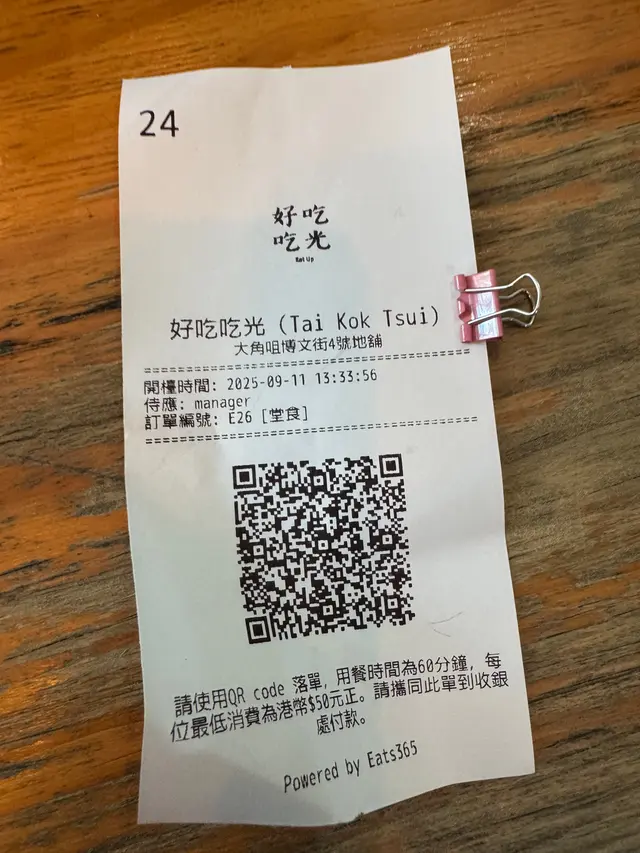 24
好吃
吃光
Eat Up
好吃吃光 (Tai Kok Tsui)
大角咀博文街4號地舖
開檯時間: 2025-09-11 13:33:56
侍應: manager
訂單編號: E26 [堂食]
請使用QR code 落單, 用餐時間為60分鐘, 每
位最低消費為港幣$50元正。請攜同此單到收銀
處付款。
Powered by Eats365